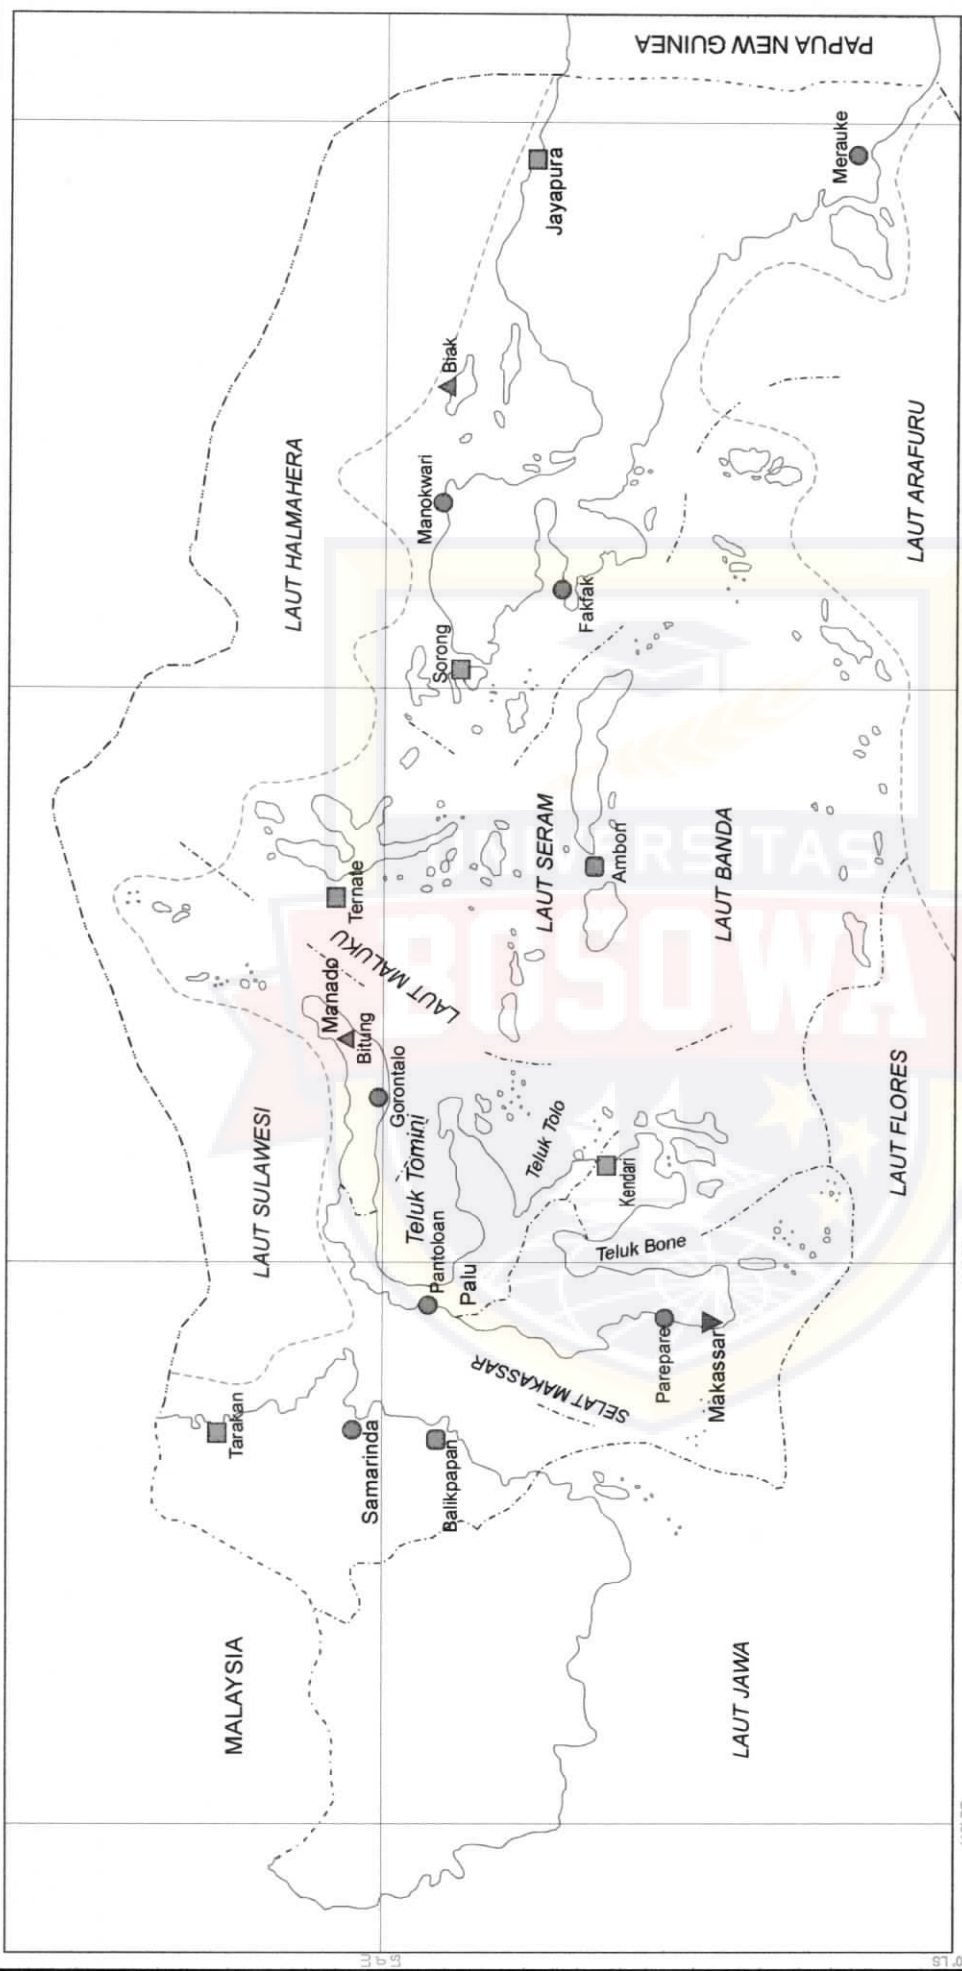 PAPUA NEW GUINEA
Jayapura
Merauke
Biak
LAUT HALMAHERA
Manokwari
LAUT ARAFURU
Fakfak
Sorong
Ternate
LAUT SERAM
Ambon
LAUT BANDA
LAUT MALUKU
Manado
Bitung
Gorontalo
LAUT SULAWESI
Teluk Tomini
Teluk Tolo
Kendari
LAUT FLORES
Pantoloan
Palu
Teluk Bone
SELAT MAKASSAR
Parepare
Makassar
Tarakan
Samarinda
Balikpapan
MALAYSIA
LAUT JAWA
UNIVERSITAS
BOSOWA